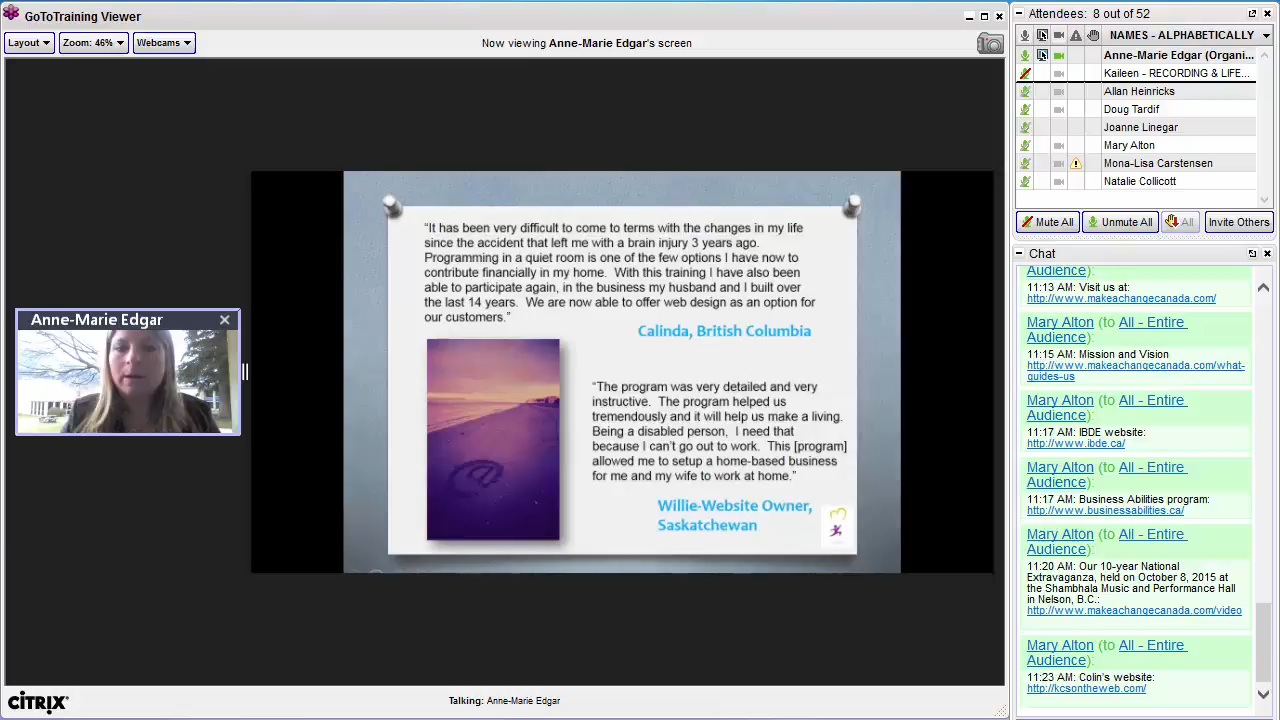 GoToTraining Viewer
Layout
Zoom: 46%
Webcams
Now viewing Anne-Marie Edgar's screen
Anne-Marie Edgar
“It has been very difficult to come to terms with the changes in my life
since the accident that left me with a brain injury 3 years ago.
Programming in a quiet room is one of the few options I have now to
contribute financially in my home.  With this training I have also been
able to participate again, in the business my husband and I built over
the last 14 years.  We are now able to offer web design as an option for
our customers.”
Calinda, British Columbia
“The program was very detailed and very
instructive.  The program helped us
tremendously and it will help us make a living.
Being a disabled person,  I need that
because I can’t go out to work.  This [program]
allowed me to setup a home-based business
for me and my wife to work at home.”
Willie-Website Owner,
Saskatchewan
@
CITRIX
Talking: Anne-Marie Edgar
Attendees: 8 out of 52
NAMES - ALPHABETICALLY
Anne-Marie Edgar (Organi...
Kaileen - RECORDING & LIFE...
Allan Heinricks
Doug Tardif
Joanne Linegar
Mary Alton
Mona-Lisa Carstensen
Natalie Collicott
Mute All
Unmute All
All
Invite Others
Chat
Audience):
11:13 AM: Visit us at:
http://www.makeachangecanada.com/
Mary Alton (to All - Entire
Audience):
11:15 AM: Mission and Vision
http://www.makeachangecanada.com/what-
guides-us
Mary Alton (to All - Entire
Audience):
11:17 AM: IBDE website:
http://www.ibde.ca/
Mary Alton (to All - Entire
Audience):
11:17 AM: Business Abilities program:
http://www.businessabilities.ca/
Mary Alton (to All - Entire
Audience):
11:20 AM: Our 10-year National
Extravaganza, held on October 8, 2015 at
the Shambhala Music and Performance Hall
in Nelson, B.C.:
http://www.makeachangecanada.com/video
Mary Alton (to All - Entire
Audience):
11:23 AM: Colin's website:
http://kcsontheweb.com/